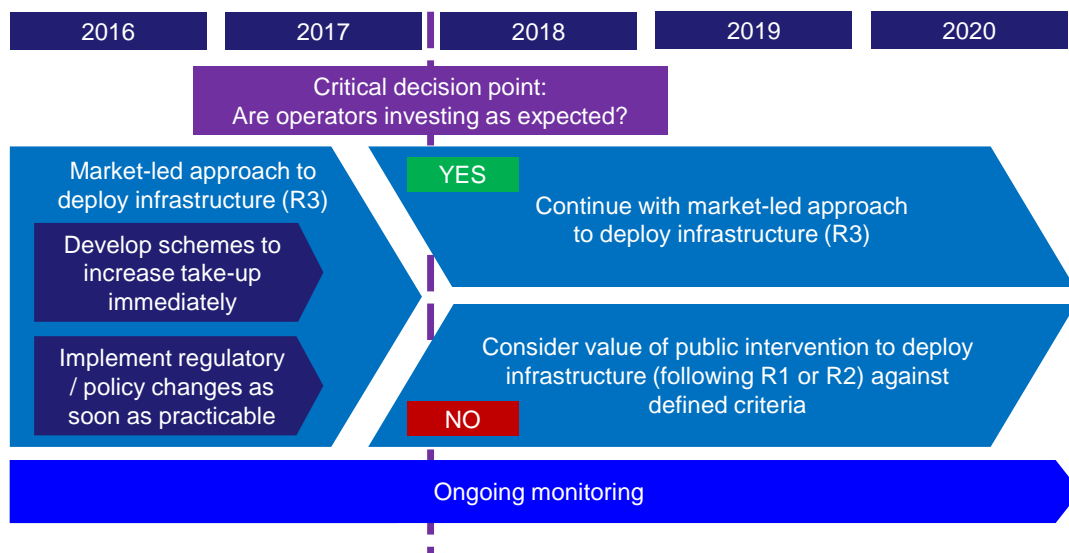 2016
2017
2018
2019
2020
Critical decision point:
Are operators investing as expected?
Market-led approach to
deploy infrastructure (R3)
Develop schemes to
increase take-up
immediately
Implement regulatory
/ policy changes as
soon as practicable
YES
Continue with market-led approach
to deploy infrastructure (R3)
Consider value of public intervention to deploy
infrastructure (following R1 or R2) against
defined criteria
NO
Ongoing monitoring